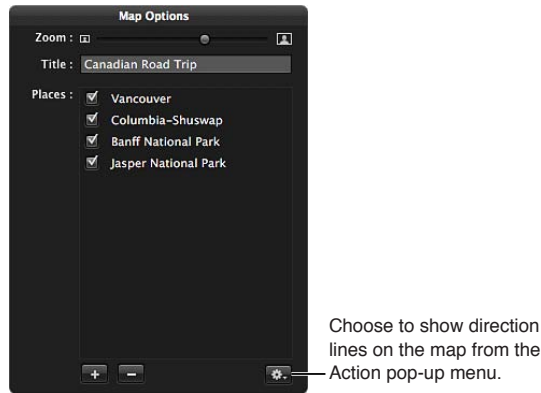 Map Options
Zoom :
Title : Canadian Road Trip
Places : Vancouver
Columbia–Shuswap
Banff National Park
Jasper National Park
Choose to show direction
lines on the map from the
Action pop-up menu.